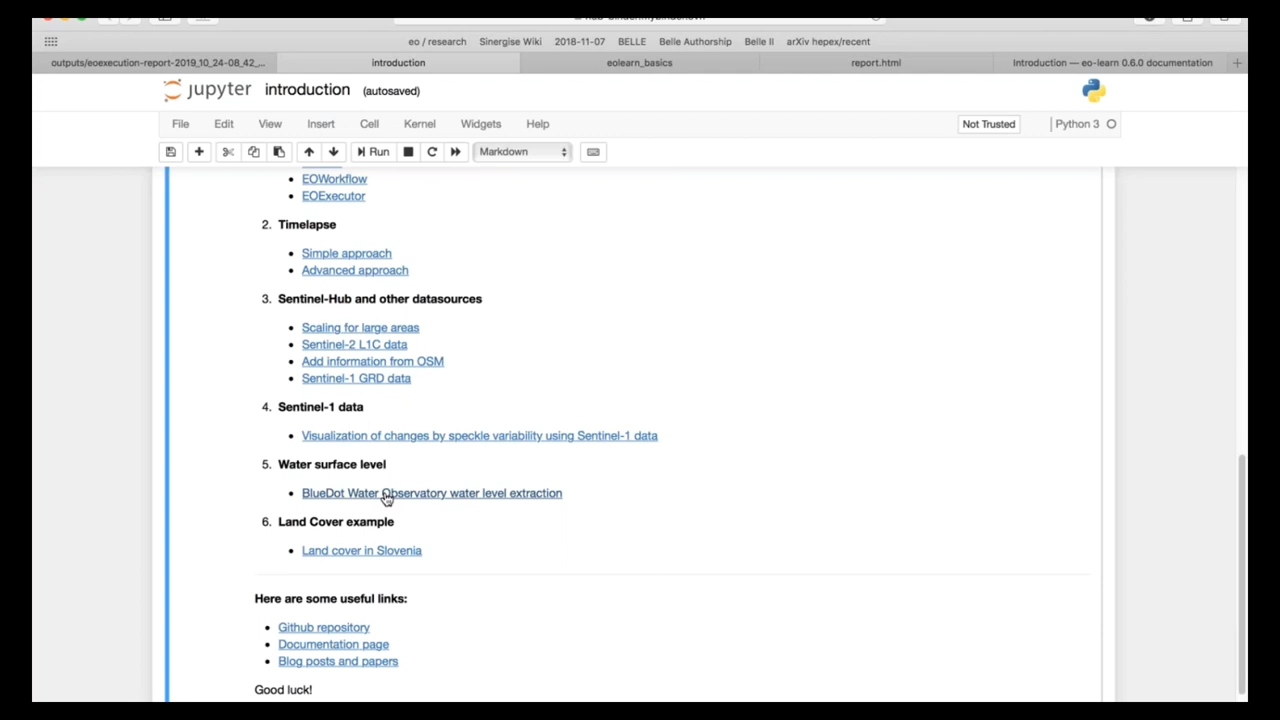 eo / research Sinergise Wiki 2018-11-07 BELLE Belle Authorship Belle II arXiv hepex/recent
outputs/eoexecution-report-2019_10_24-08_42_... introduction eolearn_basics report.html Introduction — eo-learn 0.6.0 documentation +
jupyter introduction (autosaved)
File Edit View Insert Cell Kernel Widgets Help Not Trusted Python 3
Run Markdown
EOWorkflow
EOExecutor
2. Timelapse
Simple approach
Advanced approach
3. Sentinel-Hub and other datasources
Scaling for large areas
Sentinel-2 L1C data
Add information from OSM
Sentinel-1 GRD data
4. Sentinel-1 data
Visualization of changes by speckle variability using Sentinel-1 data
5. Water surface level
BlueDot Water Observatory water level extraction
6. Land Cover example
Land cover in Slovenia
Here are some useful links:
Github repository
Documentation page
Blog posts and papers
Good luck!